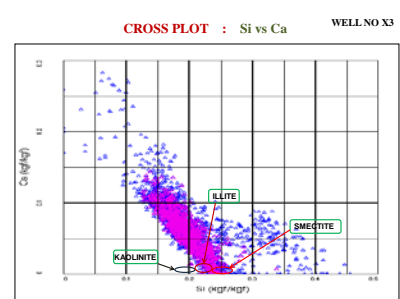 CROSS PLOT : Si vs Ca
WELL NO X3
Ca (kgf/kgf)
ILLITE
SMECTITE
KAOLINITE
Si (kgf/kgf)